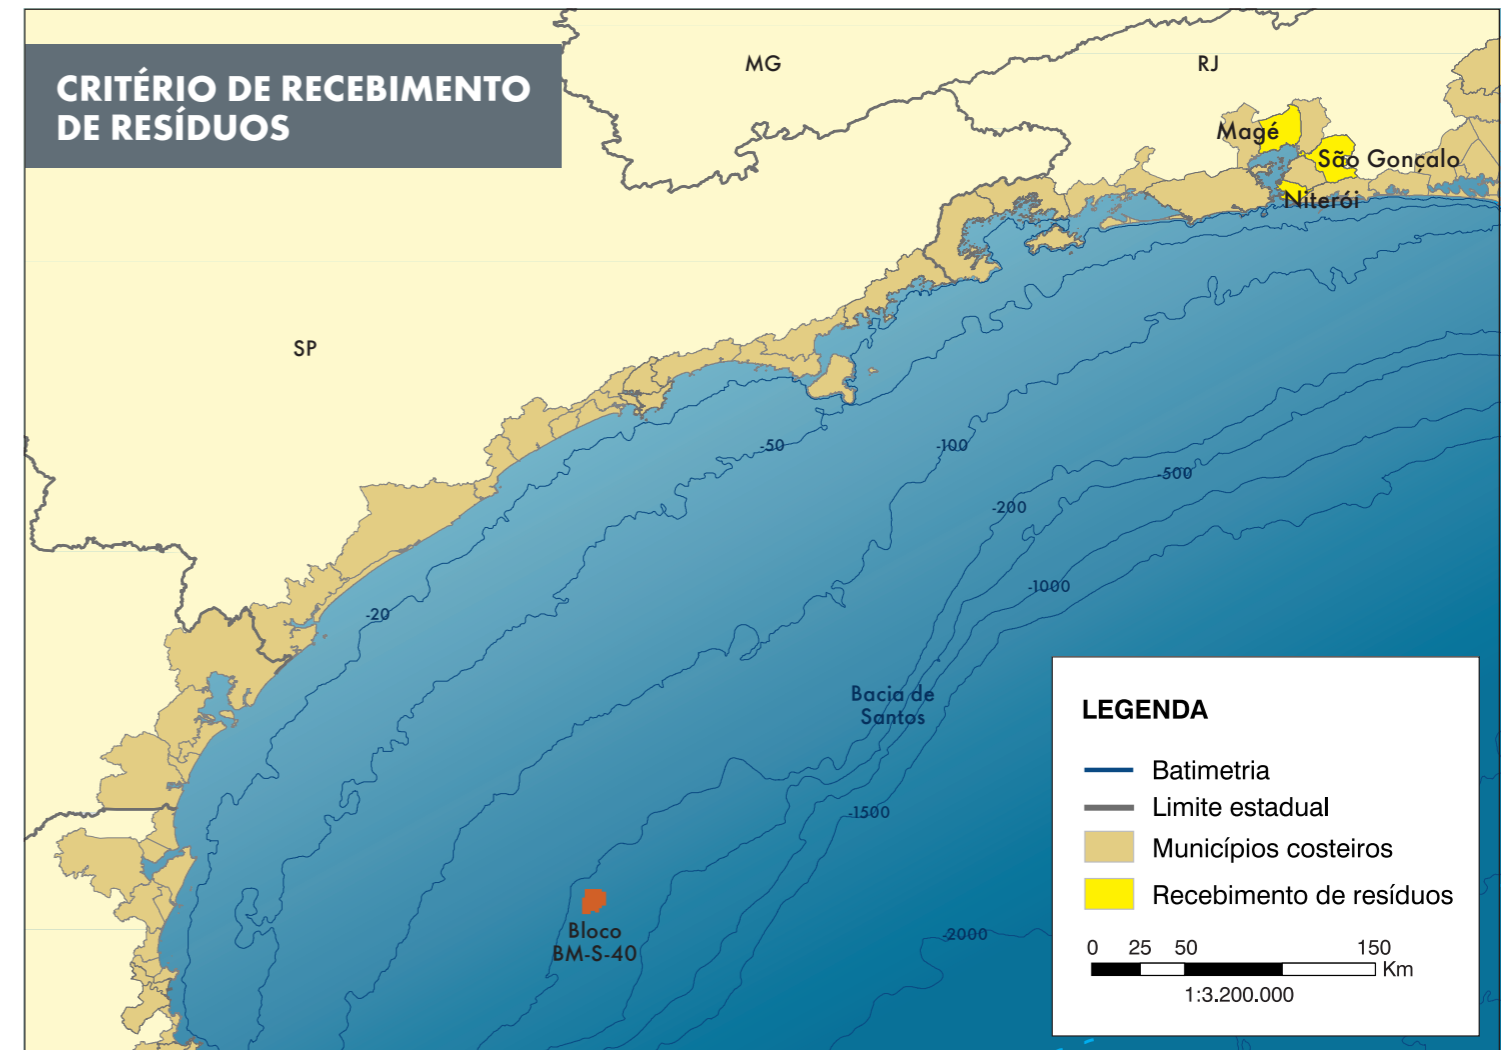 CRITÉRIO DE RECEBIMENTO
DE RESÍDUOS
MG
RJ
Magé
São Gonçalo
Niterói
SP
-50
-100
-500
-200
-1000
-20
Bacia de
Santos
-1500
Bloco
BM-S-40
-2000
LEGENDA
Batimetria
Limite estadual
Municípios costeiros
Recebimento de resíduos
0 25 50 150
Km
1:3.200.000